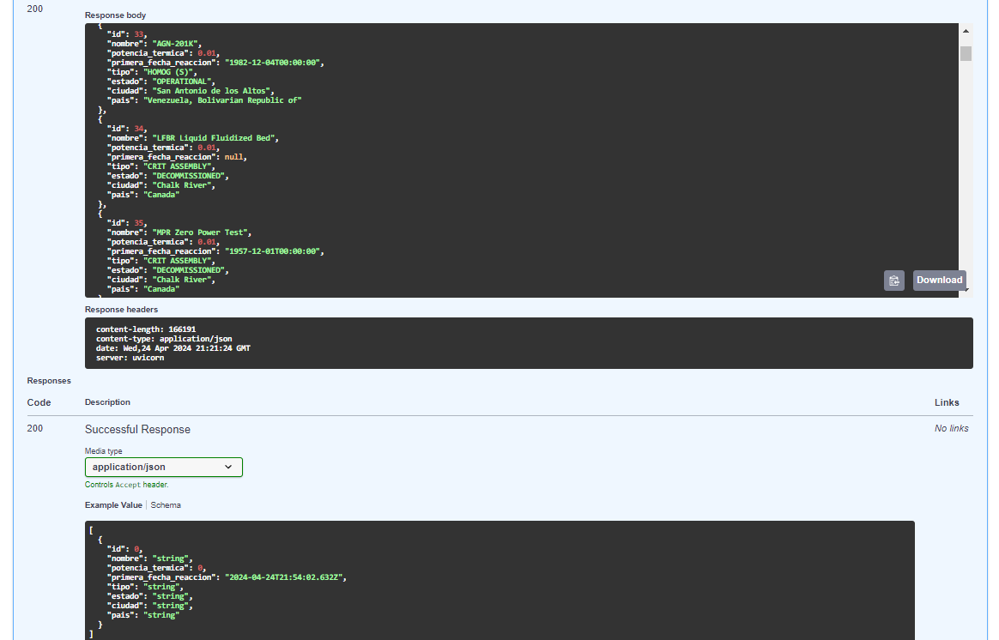 200
Response body
{
"id": 33,
"nombre": "AGN-201K",
"potencia_termica": 0.01,
"primera_fecha_reaccion": "1982-12-04T00:00:00",
"tipo": "HOMOG (S)",
"estado": "OPERATIONAL",
"ciudad": "San Antonio de los Altos",
"pais": "Venezuela, Bolivarian Republic of"
},
{
"id": 34,
"nombre": "LFBR Liquid Fluidized Bed",
"potencia_termica": 0.01,
"primera_fecha_reaccion": null,
"tipo": "CRIT ASSEMBLY",
"estado": "DECOMMISSIONED",
"ciudad": "Chalk River",
"pais": "Canada"
},
{
"id": 35,
"nombre": "MPR Zero Power Test",
"potencia_termica": 0.01,
"primera_fecha_reaccion": "1957-12-01T00:00:00",
"tipo": "CRIT ASSEMBLY",
"estado": "DECOMMISSIONED",
"ciudad": "Chalk River",
"pais": "Canada"
Download
Response headers
content-length: 166191
content-type: application/json
date: Wed,24 Apr 2024 21:21:24 GMT
server: uvicorn
Responses
Code Description Links
200 Successful Response No links
Media type
application/json
Controls Accept header.
Example Value Schema
[
{
"id": 0,
"nombre": "string",
"potencia_termica": 0,
"primera_fecha_reaccion": "2024-04-24T21:54:02.632Z",
"tipo": "string",
"estado": "string",
"ciudad": "string",
"pais": "string"
}
]